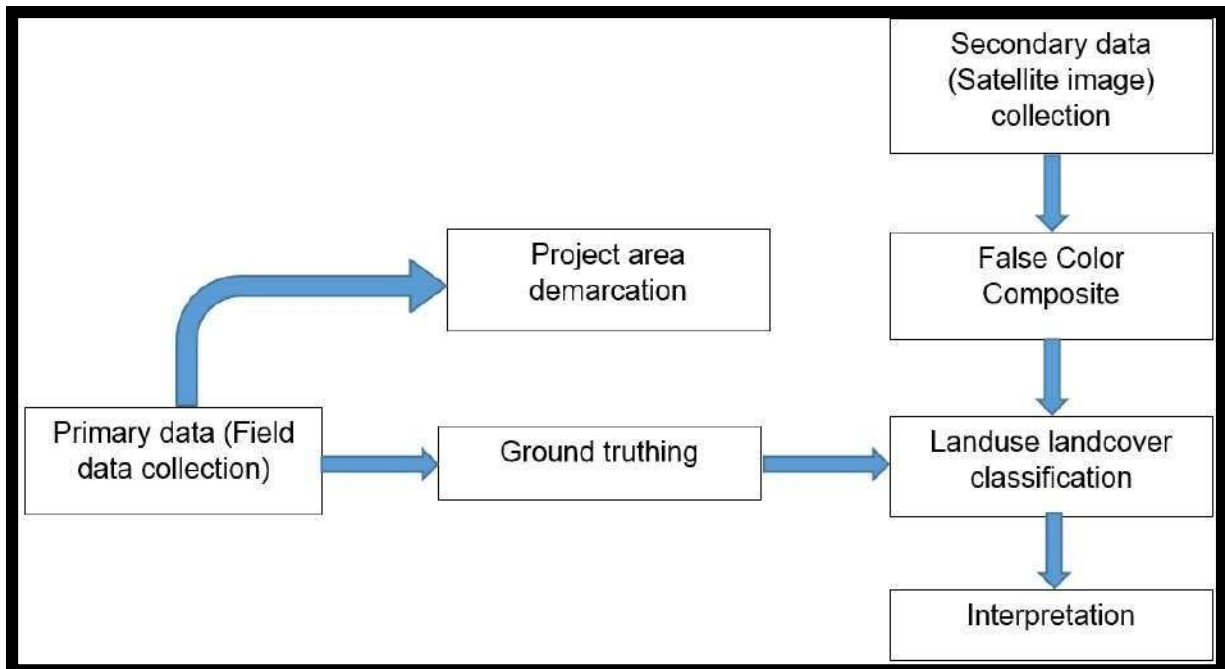 Secondary data
(Satellite image)
collection
Project area
demarcation
False Color
Composite
Primary data (Field
data collection)
Ground truthing
Landuse landcover
classification
Interpretation